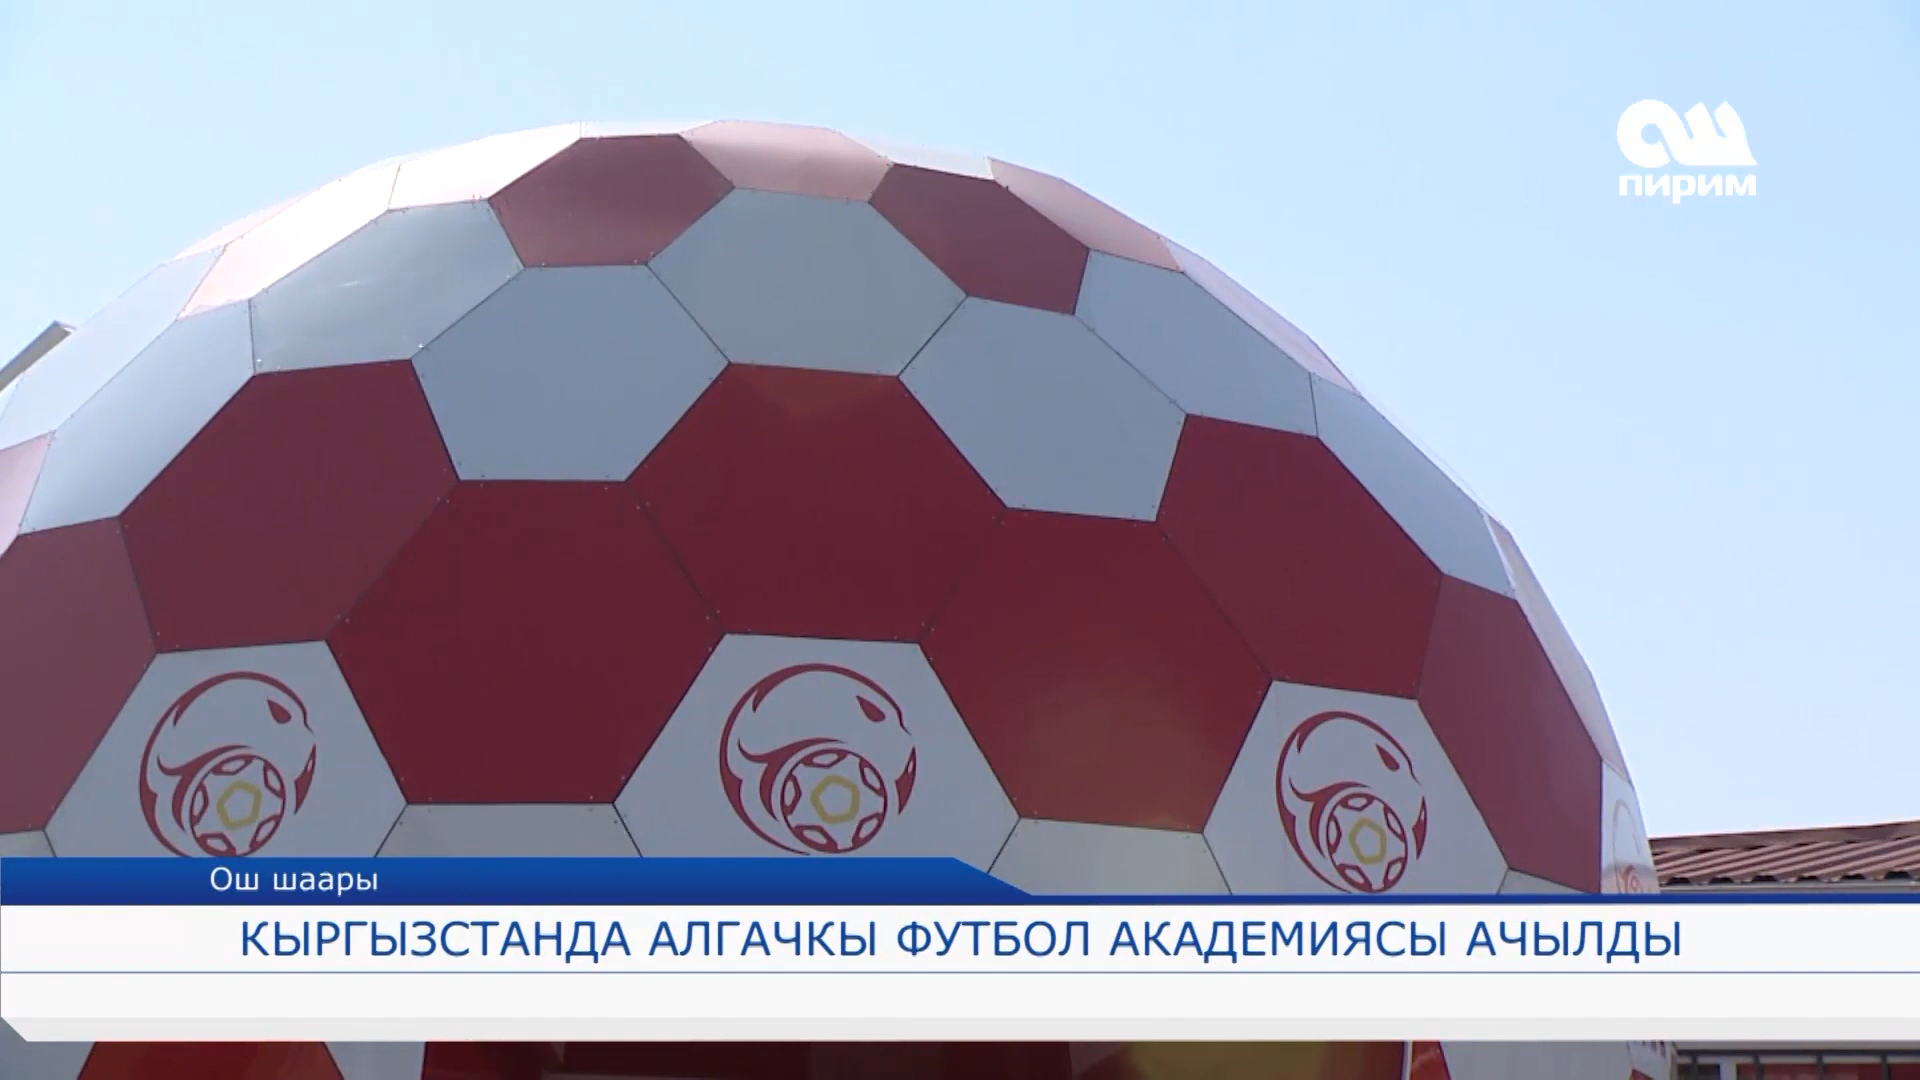 ОШ
ПИРИМ
Ош шаары
КЫРГЫЗСТАНДА АЛГАЧКЫ ФУТБОЛ АКАДЕМИЯСЫ АЧЫЛДЫ